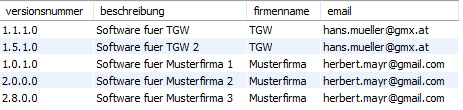 versionsnummer beschreibung firmenname email
1.1.1.0 Software fuer TGW TGW hans.mueller@gmx.at
1.5.1.0 Software fuer TGW 2 TGW hans.mueller@gmx.at
1.0.1.0 Software fuer Musterfirma 1 Musterfirma herbert.mayr@gmail.com
2.0.0.0 Software fuer Musterfirma 2 Musterfirma herbert.mayr@gmail.com
2.8.0.0 Software fuer Musterfirma 3 Musterfirma herbert.mayr@gmail.com